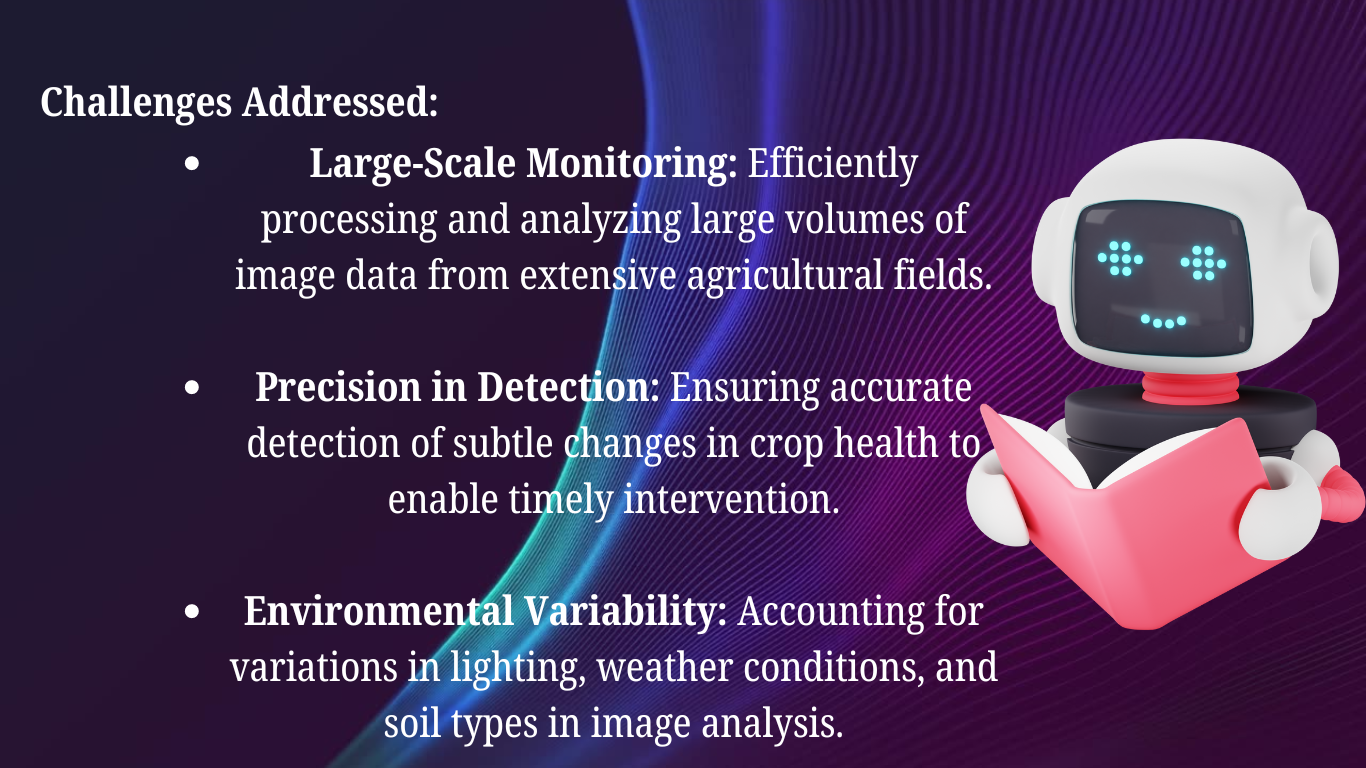 Challenges Addressed:
• Large-Scale Monitoring: Efficiently
processing and analyzing large volumes of
image data from extensive agricultural fields.
• Precision in Detection: Ensuring accurate
detection of subtle changes in crop health to
enable timely intervention.
• Environmental Variability: Accounting for
variations in lighting, weather conditions, and
soil types in image analysis.